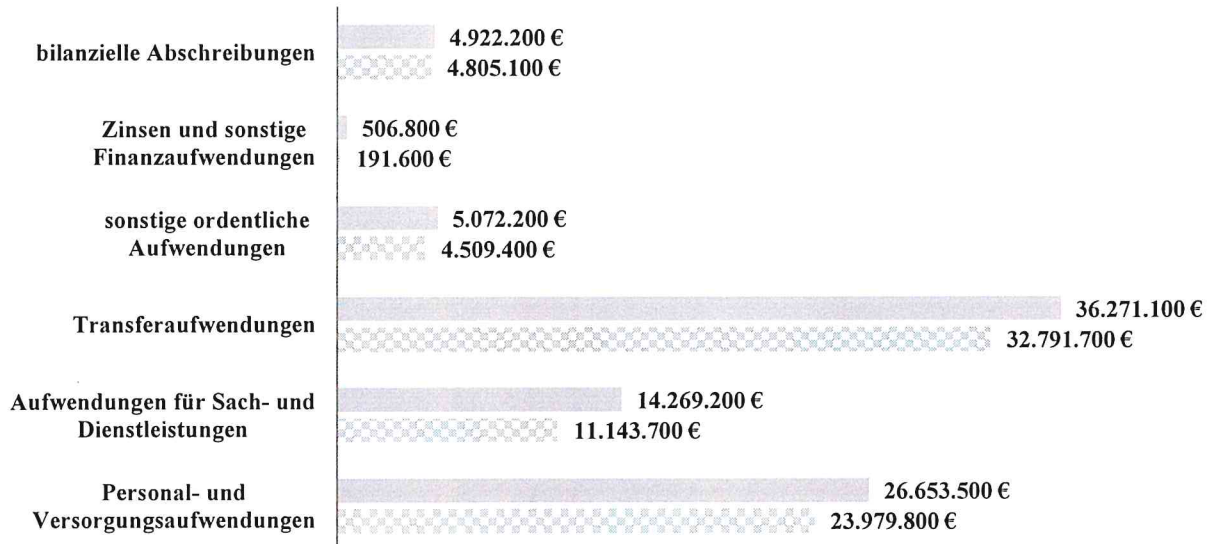 bilanzielle Abschreibungen
4.922.200 €
4.805.100 €
Zinsen und sonstige
Finanzaufwendungen
506.800 €
191.600 €
sonstige ordentliche
Aufwendungen
5.072.200 €
4.509.400 €
Transferaufwendungen
36.271.100 €
32.791.700 €
Aufwendungen für Sach- und
Dienstleistungen
14.269.200 €
11.143.700 €
Personal- und
Versorgungsaufwendungen
26.653.500 €
23.979.800 €